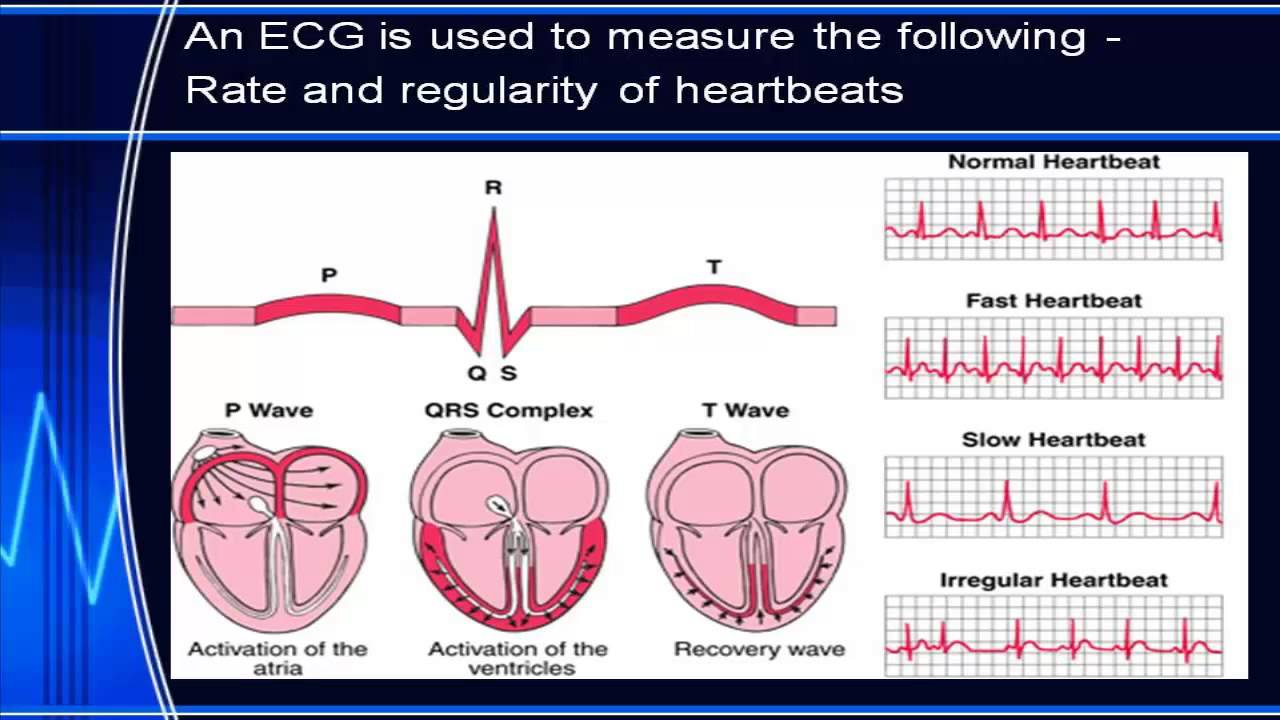 An ECG is used to measure the following -
Rate and regularity of heartbeats
R
P
T
Q S
P Wave
QRS Complex
T Wave
Activation of the
atria
Activation of the
ventricles
Recovery wave
Normal Heartbeat
Fast Heartbeat
Slow Heartbeat
Irregular Heartbeat